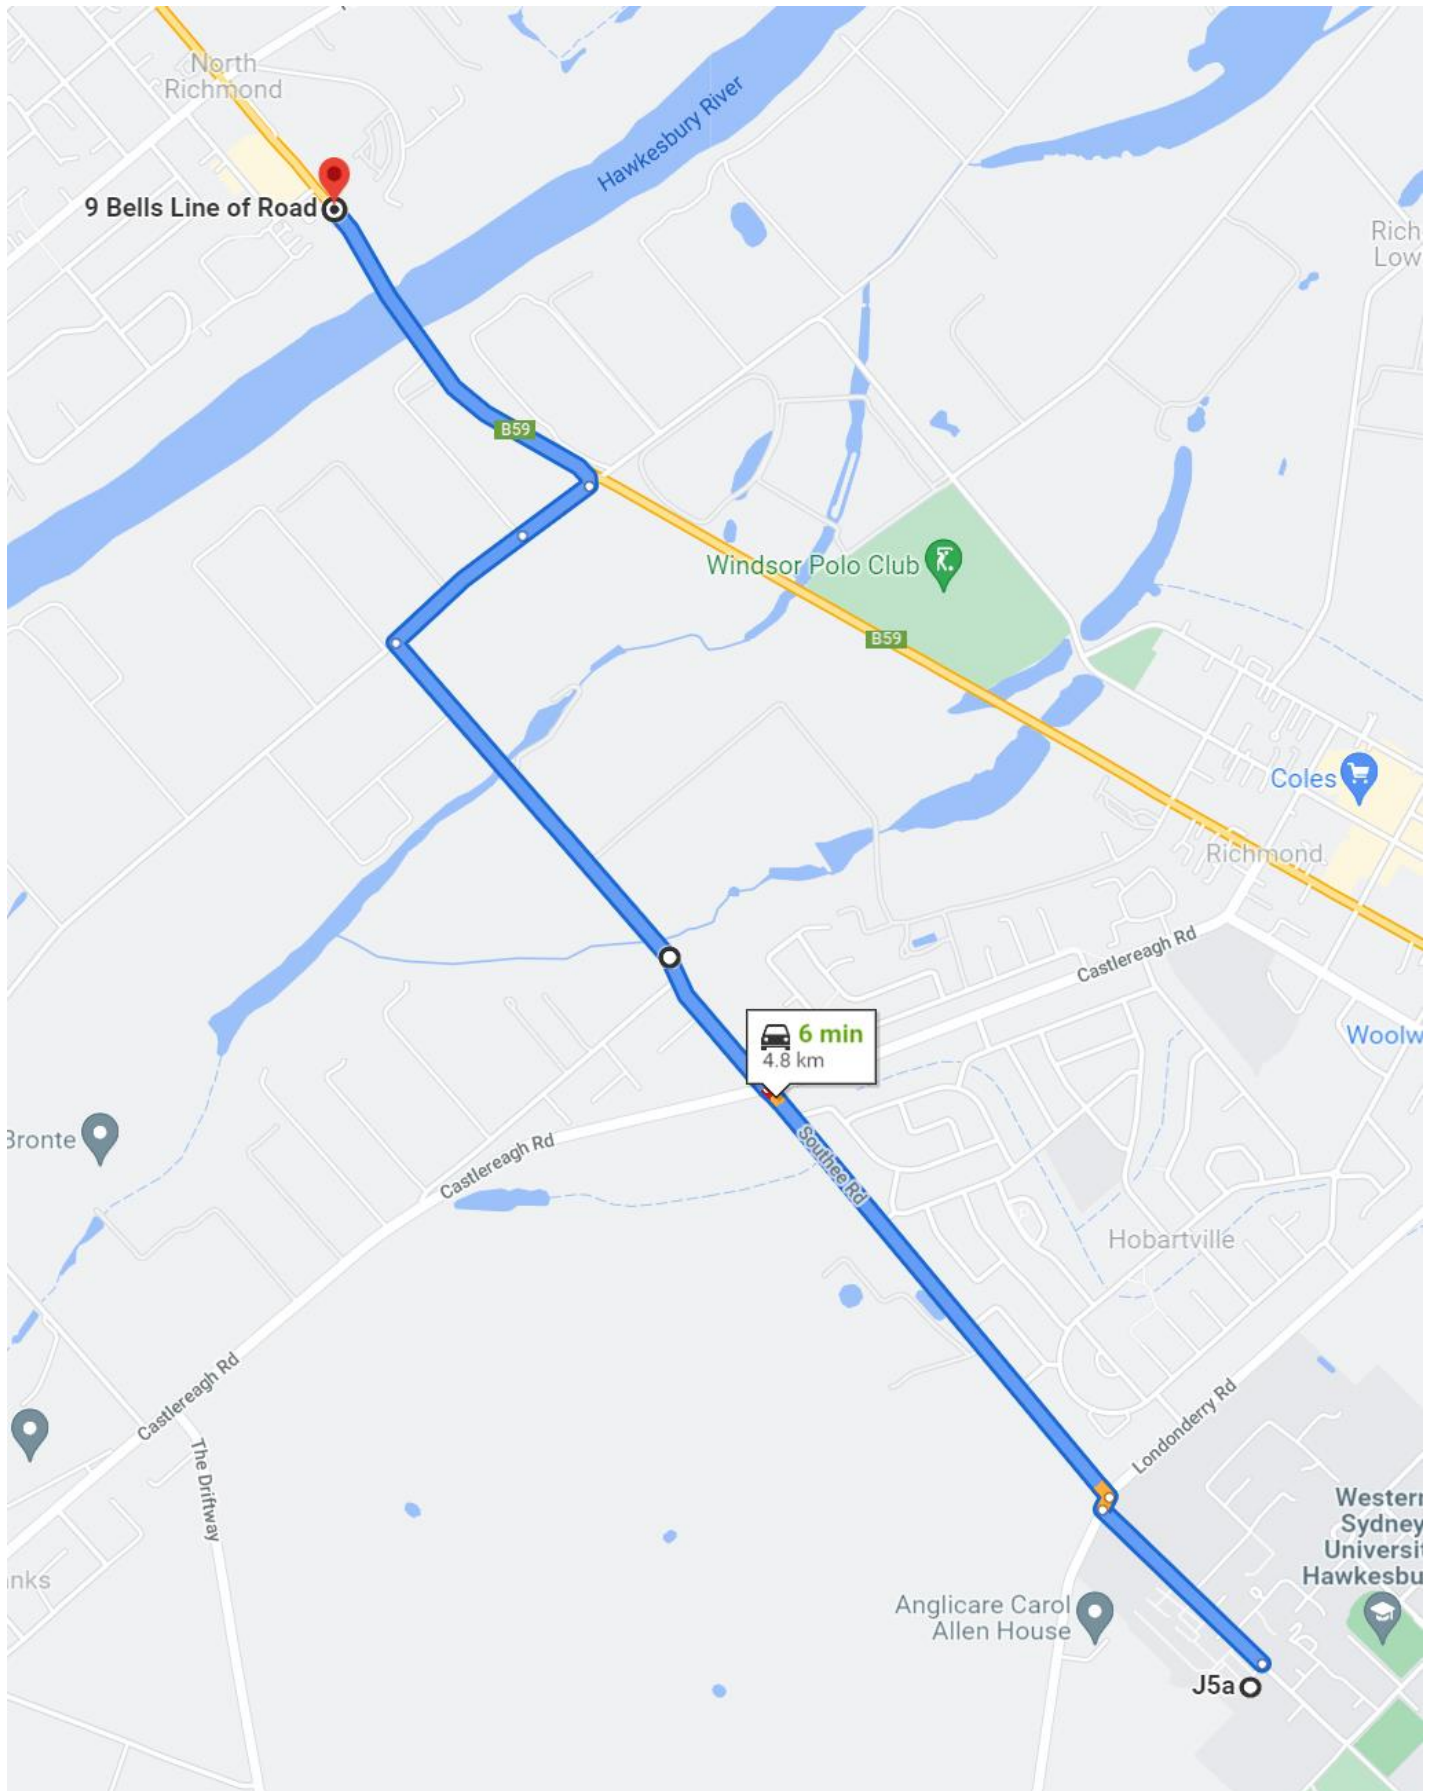 North
Richmond
Hawkesbury River
9 Bells Line of Road
Rich
Low
B59
Windsor Polo Club
B59
Coles
Richmond
Castlereagh Rd
6 min
4.8 km
Woolw
Bronte
Castlereagh Rd
Southee Rd
Hobartville
Castlereagh Rd
Londonderry Rd
The Driftway
Western
Sydney
Universit
Hawkesbu
nks
Anglicare Carol
Allen House
J5a